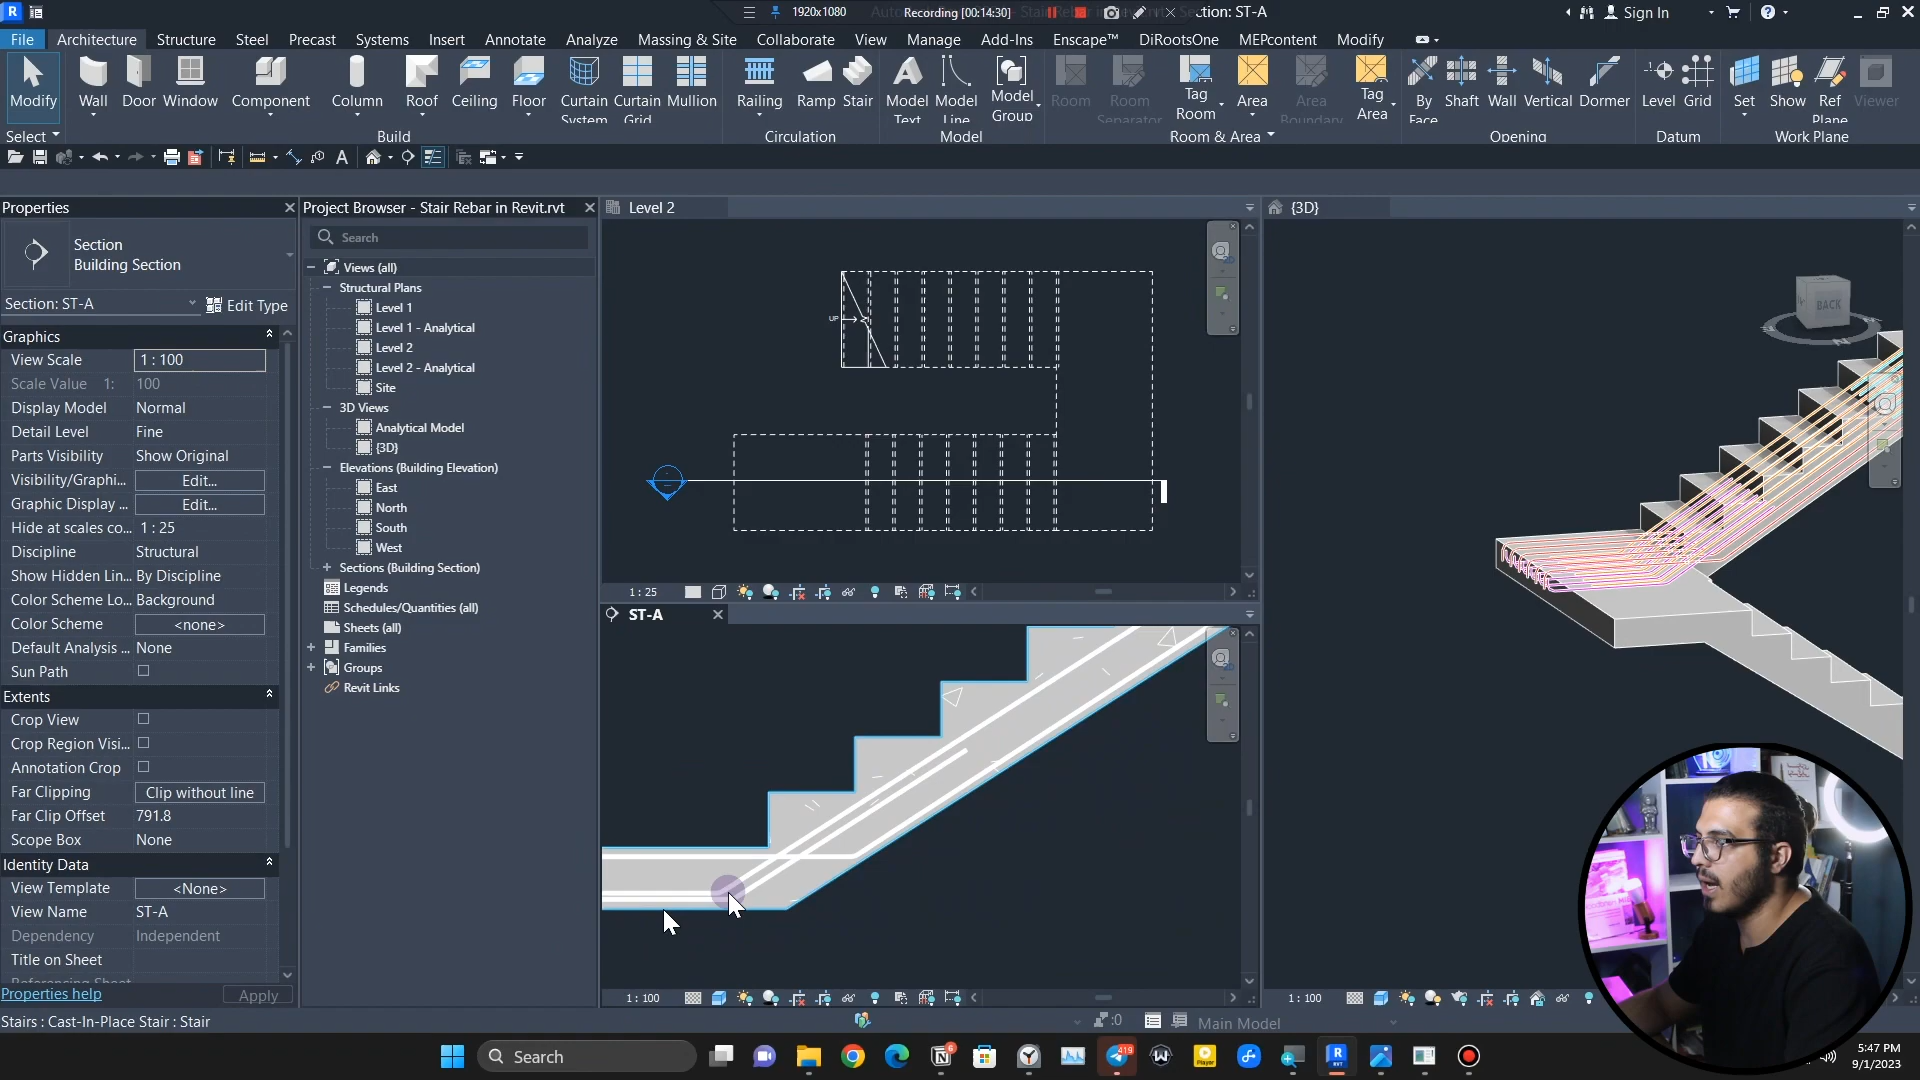 1920x1080
Recording [00:14:30]
ction: ST-A
Sign In
File
Architecture
Structure
Steel
Precast
Systems
Insert
Annotate
Analyze
Massing & Site
Collaborate
View
Manage
Add-Ins
Enscape™
DiRootsOne
MEPcontent
Modify
Modify
Wall
Door
Window
Component
Column
Roof
Ceiling
Floor
Curtain System
Curtain Grid
Mullion
Railing
Ramp
Stair
Model Text
Model Line
Model Group
Room
Room Separator
Tag Room
Area
Area Boundary
Tag Area
By Face
Shaft
Wall
Vertical
Dormer
Level
Grid
Set
Show
Ref Plane
Viewer
Select
Build
Circulation
Model
Room & Area
Opening
Datum
Work Plane
Properties
Section
Building Section
Section: ST-A
Edit Type
Graphics
View Scale 1 : 100
Scale Value 1: 100
Display Model Normal
Detail Level Fine
Parts Visibility Show Original
Visibility/Graphi... Edit...
Graphic Display ... Edit...
Hide at scales co... 1 : 25
Discipline Structural
Show Hidden Lin... By Discipline
Color Scheme Lo... Background
Color Scheme <none>
Default Analysis ... None
Sun Path
Extents
Crop View
Crop Region Visi...
Annotation Crop
Far Clipping Clip without line
Far Clip Offset 791.8
Scope Box None
Identity Data
View Template <None>
View Name ST-A
Dependency Independent
Title on Sheet
Properties help
Apply
Project Browser - Stair Rebar in Revit.rvt
Search
Views (all)
Structural Plans
Level 1
Level 1 - Analytical
Level 2
Level 2 - Analytical
Site
3D Views
Analytical Model
{3D}
Elevations (Building Elevation)
East
North
South
West
Sections (Building Section)
Legends
Schedules/Quantities (all)
Sheets (all)
Families
Groups
Revit Links
Level 2
UP
1 : 25
ST-A
1 : 100
{3D}
BACK
1 : 100
Stairs : Cast-In-Place Stair : Stair
:0
Main Model
Search
6
419
5:47 PM
9/1/2023